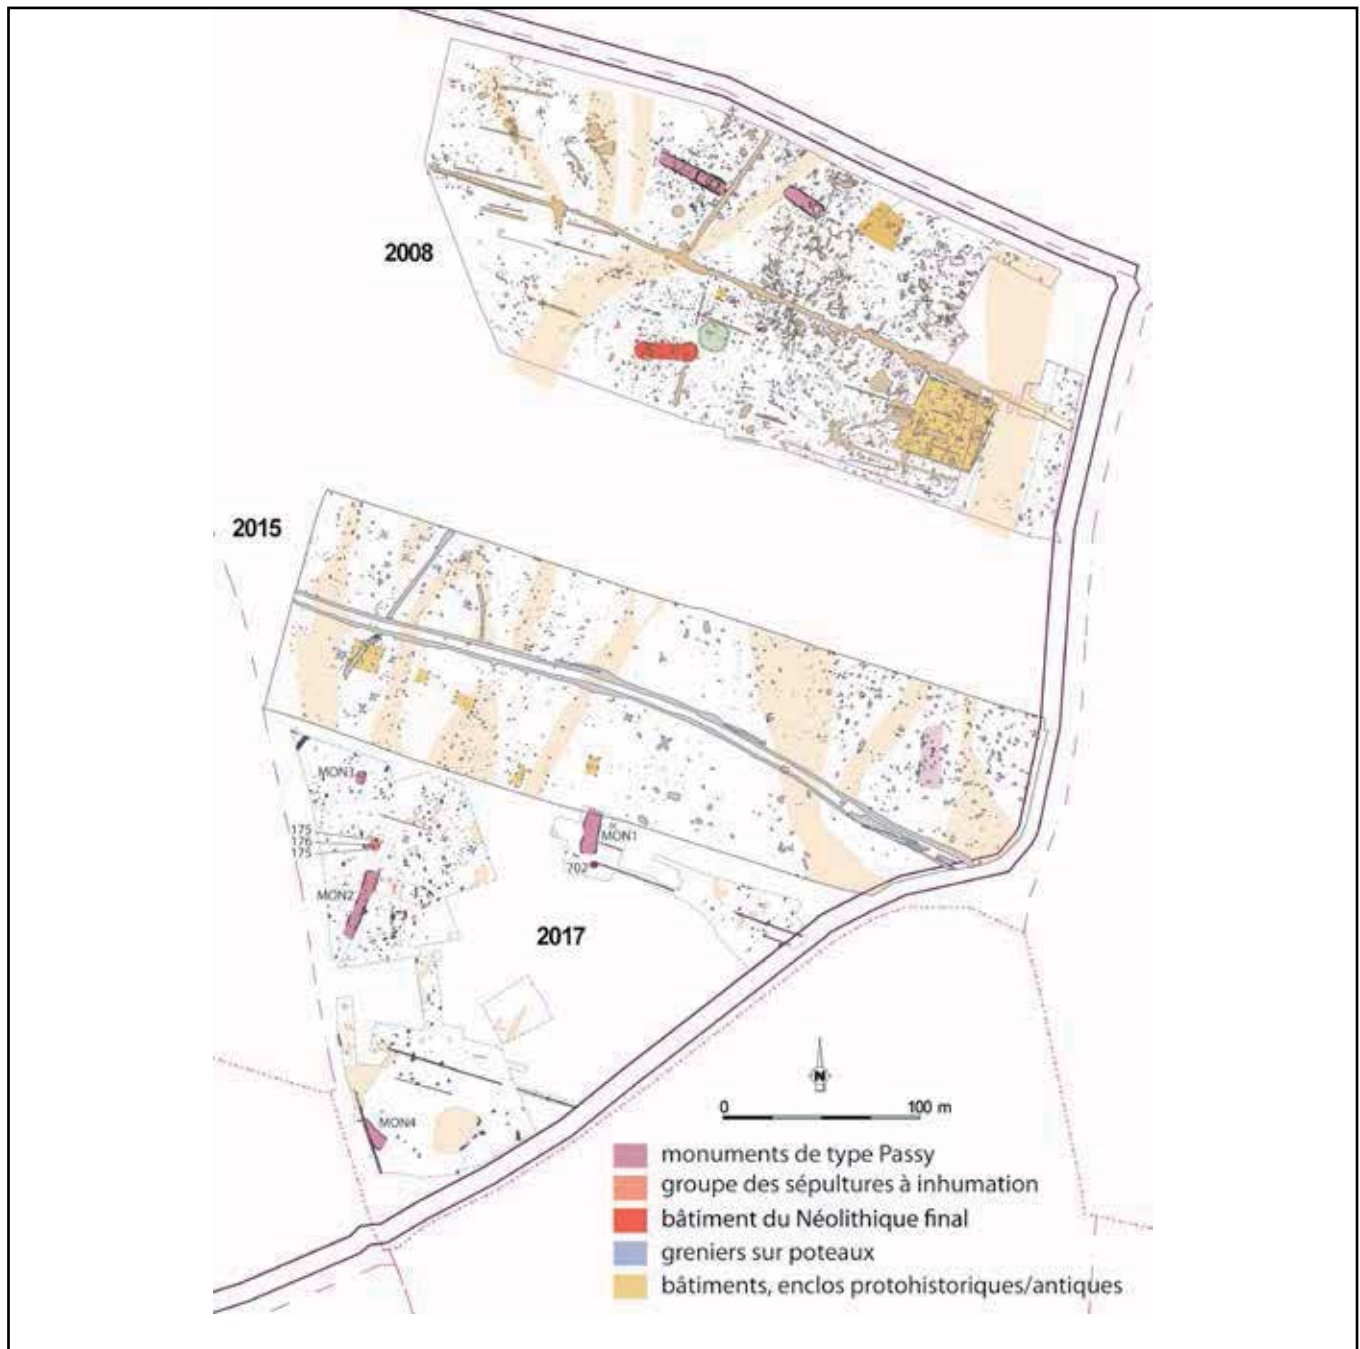 2008
2015
MON3
175
176
175
MON1
702
MON2
2017
MON4
N
0 100 m
monuments de type Passy
groupe des sépultures à inhumation
bâtiment du Néolithique final
greniers sur poteaux
bâtiments, enclos protohistoriques/antiques